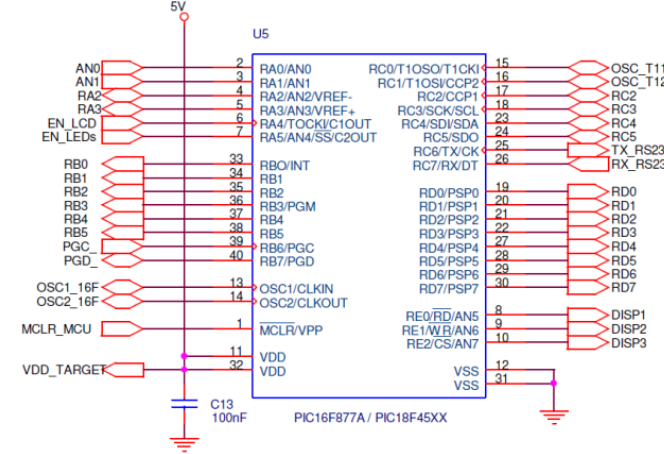 5V
U5
AN0 2 RA0/AN0 RC0/T1OSO/T1CKI 15 OSC_T11
AN1 3 RA1/AN1 RC1/T1OSI/CCP2 16 OSC_T12
RA2 4 RA2/AN2/VREF- RC2/CCP1 17 RC2
RA3 5 RA3/AN3/VREF+ RC3/SCK/SCL 18 RC3
EN_LCD 6 RA4/TOCKI/C1OUT RC4/SDI/SDA 23 RC4
EN_LEDs 7 RA5/AN4/SS/C2OUT RC5/SDO 24 RC5
RC6/TX/CK 25 TX_RS23
RB0 33 RBO/INT RC7/RX/DT 26 RX_RS23
RB1 34 RB1
RB2 35 RB2 RD0/PSP0 19 RD0
RB3 36 RB3/PGM RD1/PSP1 20 RD1
RB4 37 RB4 RD2/PSP2 21 RD2
RB5 38 RB5 RD3/PSP3 22 RD3
PGC_ 39 RB6/PGC RD4/PSP4 27 RD4
PGD_ 40 RB7/PGD RD5/PSP5 28 RD5
RD6/PSP6 29 RD6
OSC1_16F 13 OSC1/CLKIN RD7/PSP7 30 RD7
OSC2_16F 14 OSC2/CLKOUT
RE0/RD/AN5 8 DISP1
MCLR_MCU 1 MCLR/VPP RE1/WR/AN6 9 DISP2
RE2/CS/AN7 10 DISP3
11 VDD
VDD_TARGET 32 VDD VSS 12
VSS 31
C13
100nF
PIC16F877A / PIC18F45XX